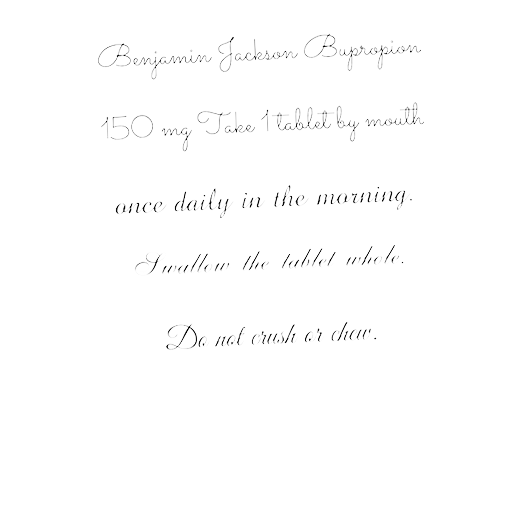 Benjamin Jackson Bupropion
150 mg Take 1 tablet by mouth
once daily in the morning.
Swallow the tablet whole.
Do not crush or chew.